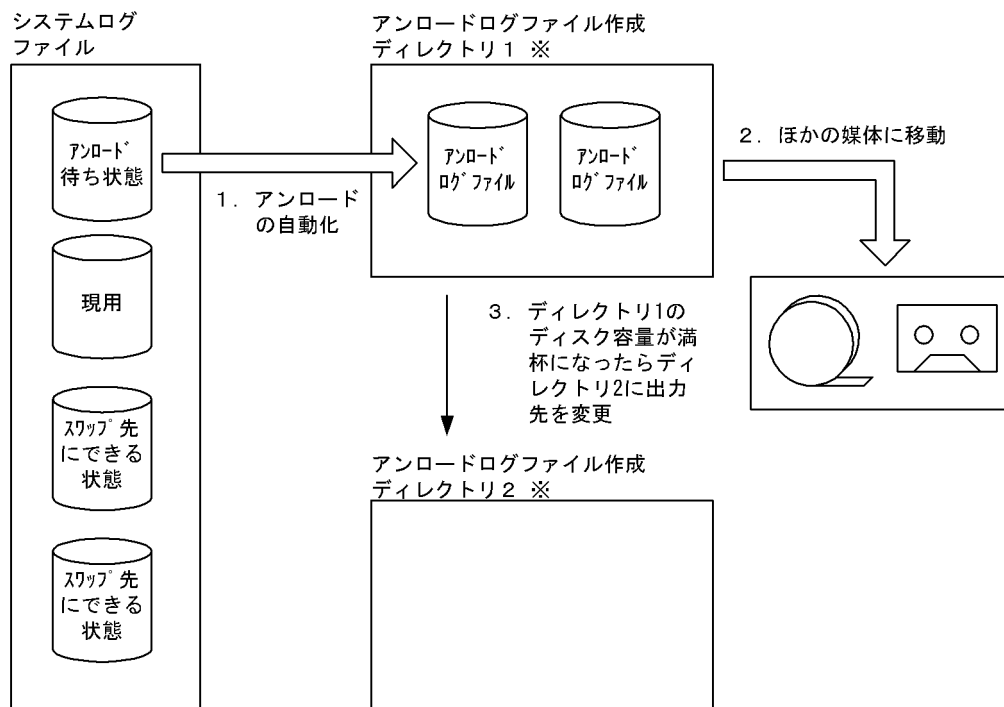 システムログ
ファイル
アンロードログファイル作成
ディレクトリ１ ※
ｱﾝﾛｰﾄﾞ
待ち状態
現用
ｽﾜｯﾌﾟ先
にできる
状態
ｽﾜｯﾌﾟ先
にできる
状態
１．アンロード
の自動化
ｱﾝﾛｰﾄﾞ
ﾛｸﾞﾌｧｲﾙ
ｱﾝﾛｰﾄﾞ
ﾛｸﾞﾌｧｲﾙ
２．ほかの媒体に移動
３．ディレクトリ1の
ディスク容量が満
杯になったらディ
レクトリ2に出力
先を変更
アンロードログファイル作成
ディレクトリ２ ※